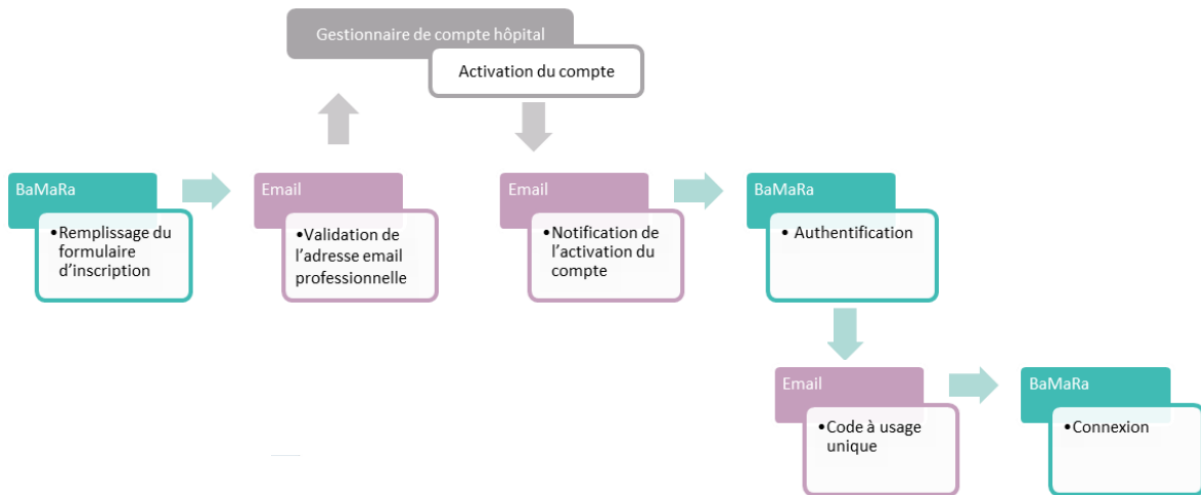 Gestionnaire de compte hôpital
Activation du compte
BaMaRa
•Remplissage du
formulaire
d’inscription
Email
•Validation de
l’adresse email
professionnelle
Email
•Notification de
l’activation du
compte
BaMaRa
• Authentification
Email
•Code à usage
unique
BaMaRa
•Connexion